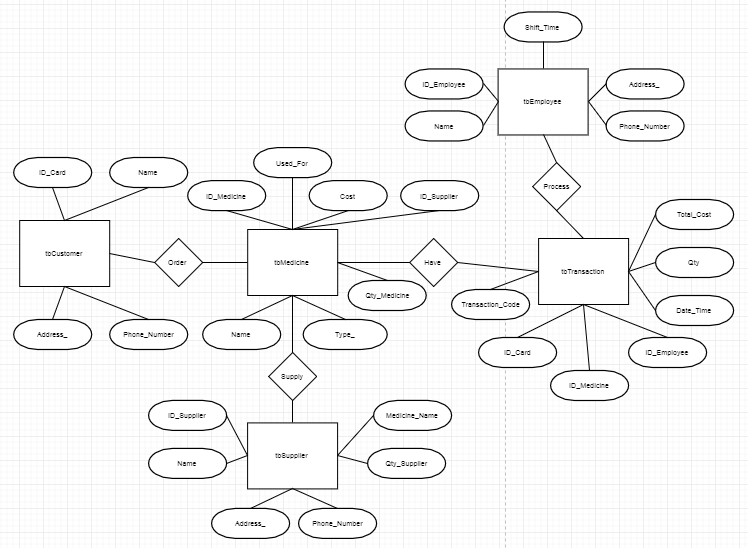 Shift_Time
ID_Employee
Address_
tbEmployee
Name
Phone_Number
Used_For
ID_Card
Name
Process
ID_Medicine
Cost
ID_Supplier
Total_Cost
tbCustomer
Order
tbMedicine
Have
tbTransaction
Qty
Qty_Medicine
Transaction_Code
Date_Time
Address_
Phone_Number
Name
Type_
ID_Card
ID_Employee
Supply
ID_Medicine
ID_Supplier
Medicine_Name
tbSupplier
Name
Qty_Supplier
Address_
Phone_Number